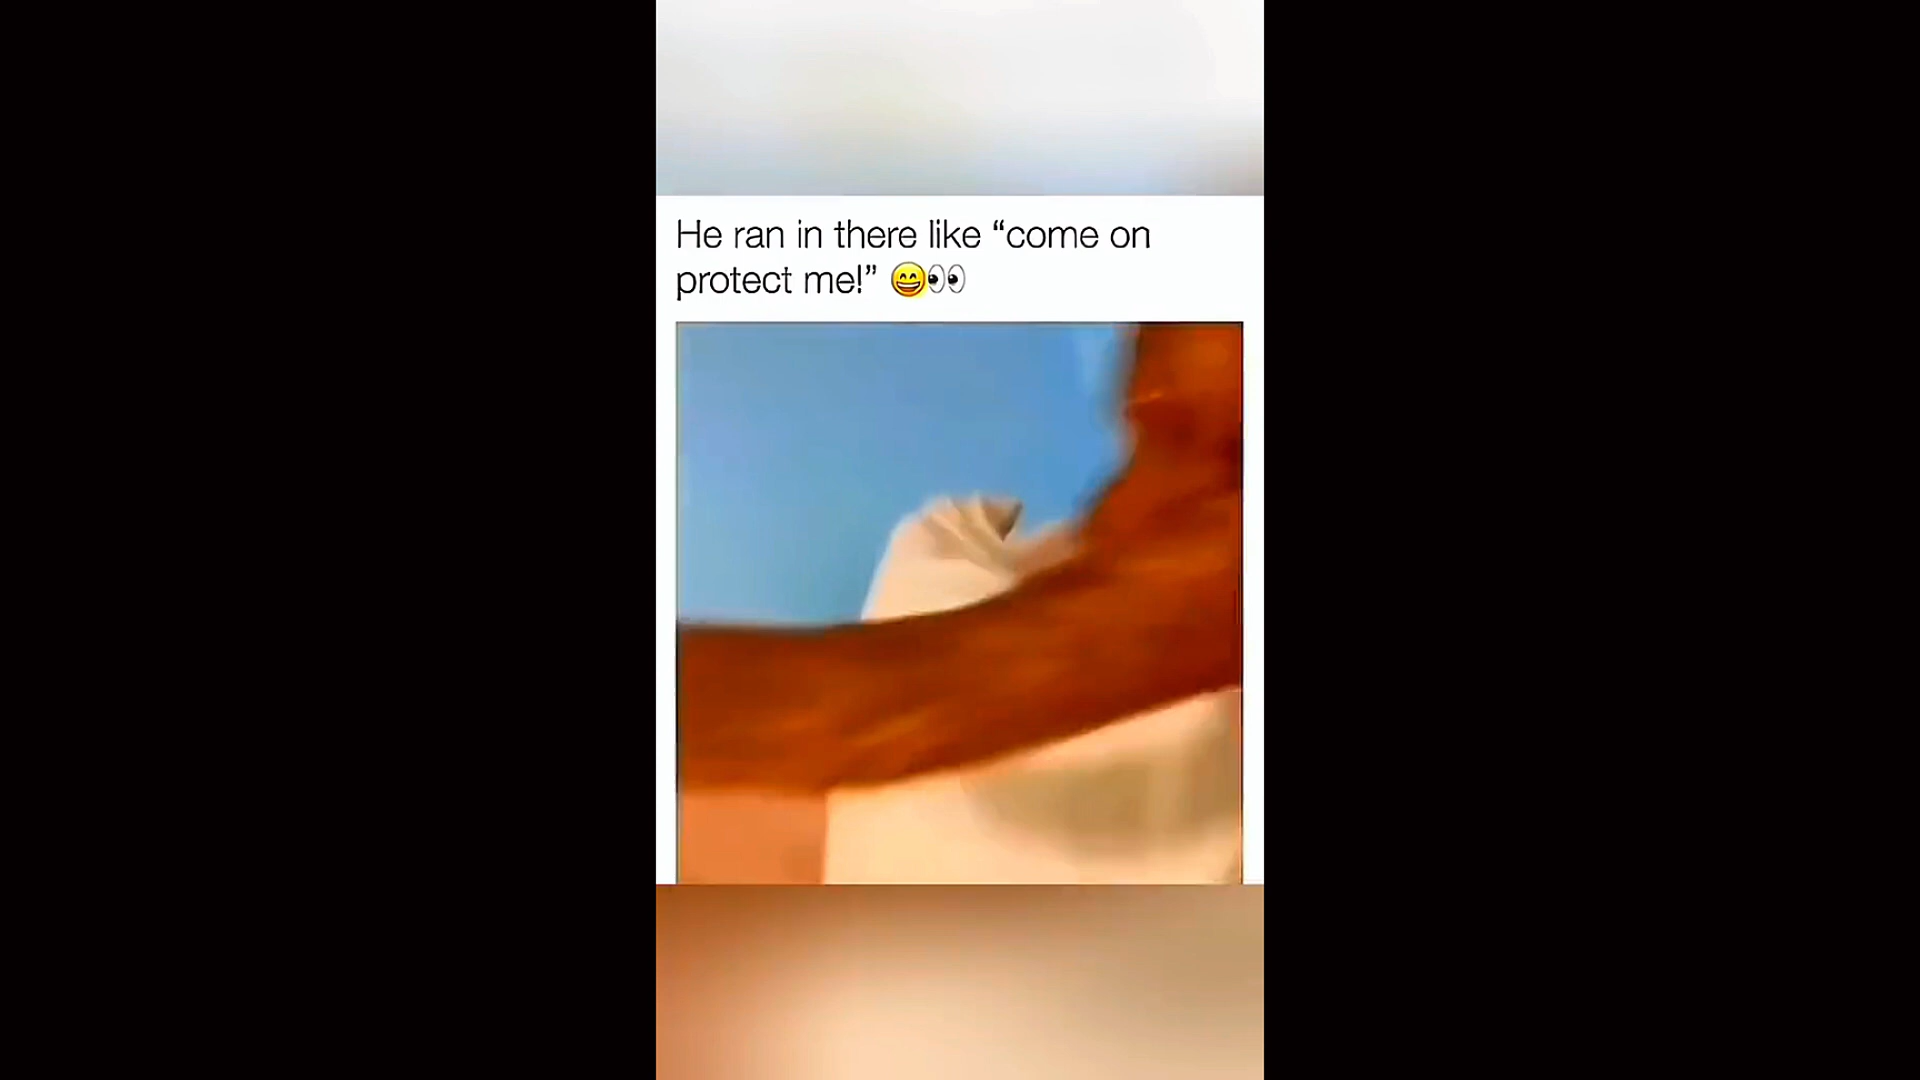 He ran in there like “come on
protect me!” 😄👀